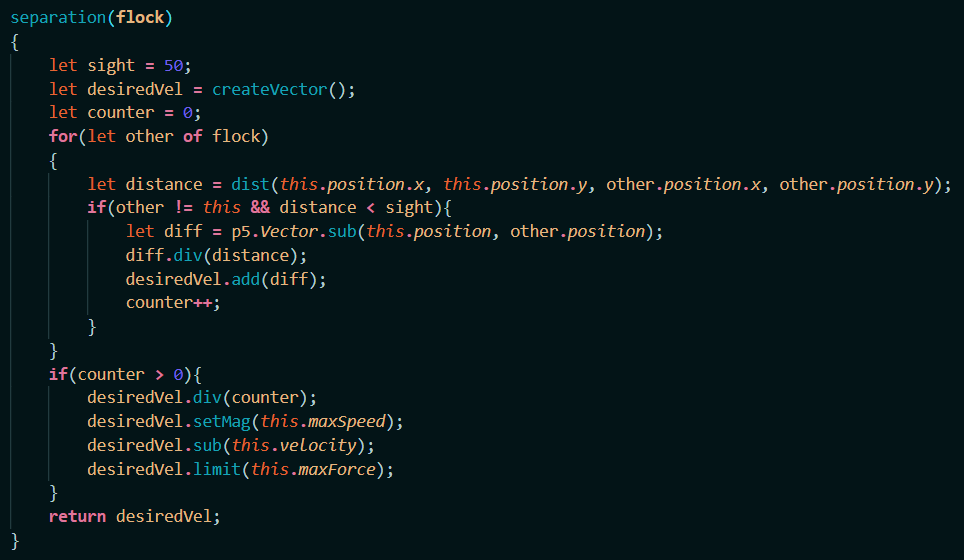 separation(flock)
{
    let sight = 50;
    let desiredVel = createVector();
    let counter = 0;
    for(let other of flock)
    {
        let distance = dist(this.position.x, this.position.y, other.position.x, other.position.y);
        if(other != this && distance < sight){
            let diff = p5.Vector.sub(this.position, other.position);
            diff.div(distance);
            desiredVel.add(diff);
            counter++;
        }
    }
    if(counter > 0){
        desiredVel.div(counter);
        desiredVel.setMag(this.maxSpeed);
        desiredVel.sub(this.velocity);
        desiredVel.limit(this.maxForce);
    }
    return desiredVel;
}